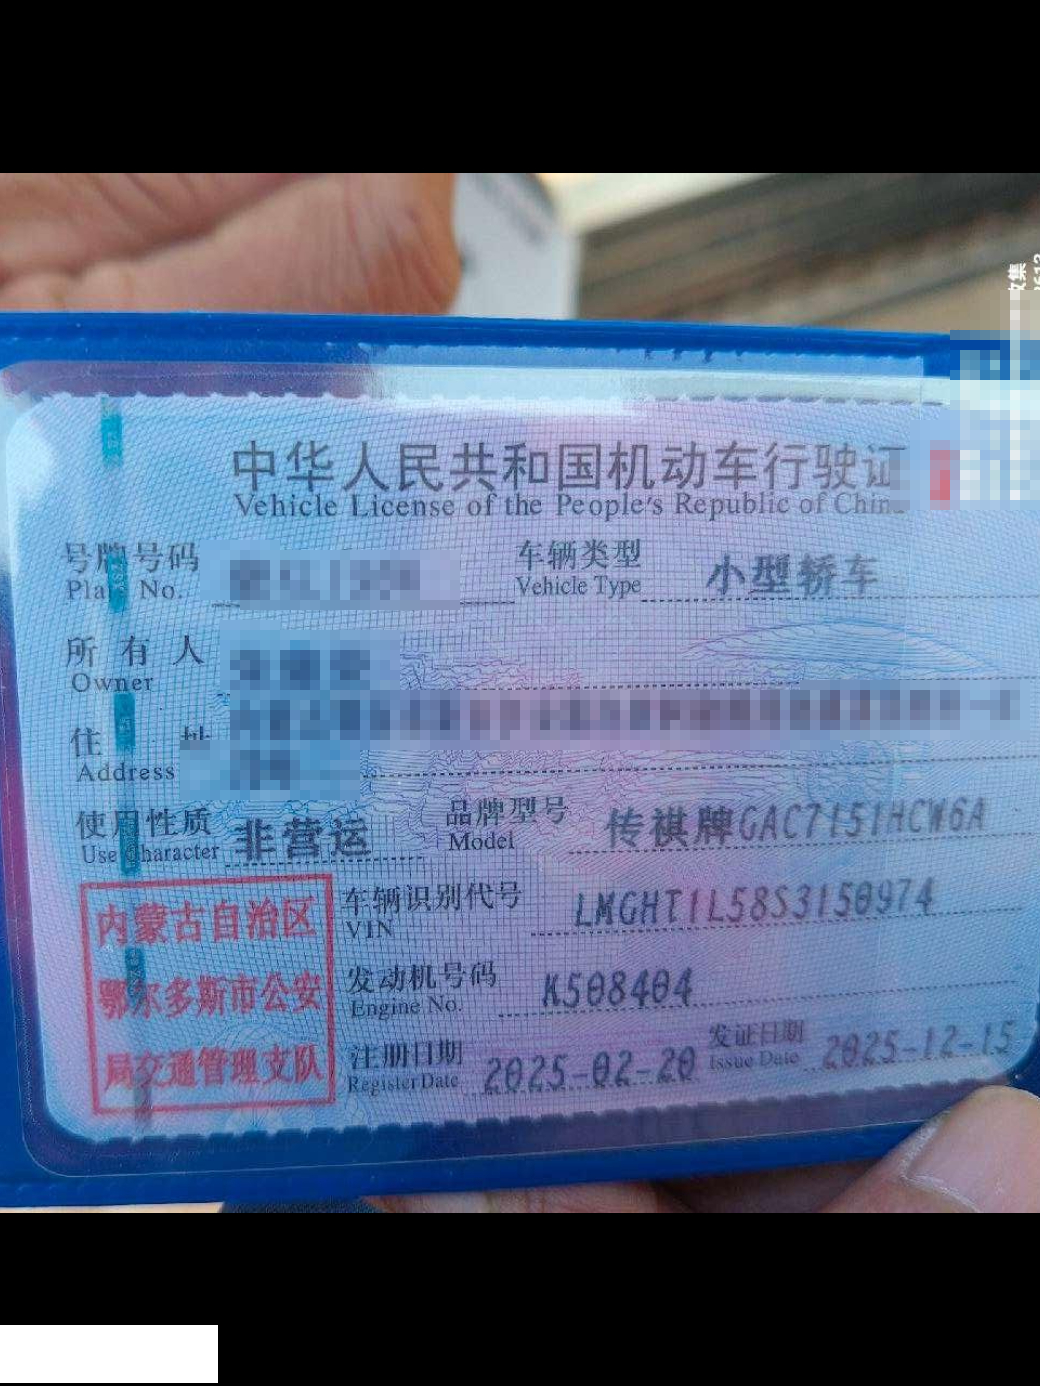 中华人民共和国机动车行驶证
Vehicle License of the People's Republic of China
号牌号码
Plate No.
车辆类型 小型轿车
Vehicle Type
所有人
Owner
住址
Address
使用性质 非营运
Use Character
品牌型号 传祺牌GAC7151HCW6A
Model
内蒙古自治区
鄂尔多斯市公安
局交通管理支队
车辆识别代号 LMGHT1L58S3150974
VIN
发动机号码 K508404
Engine No.
注册日期 2025-02-20
Register Date
发证日期 2025-12-15
Issue Date